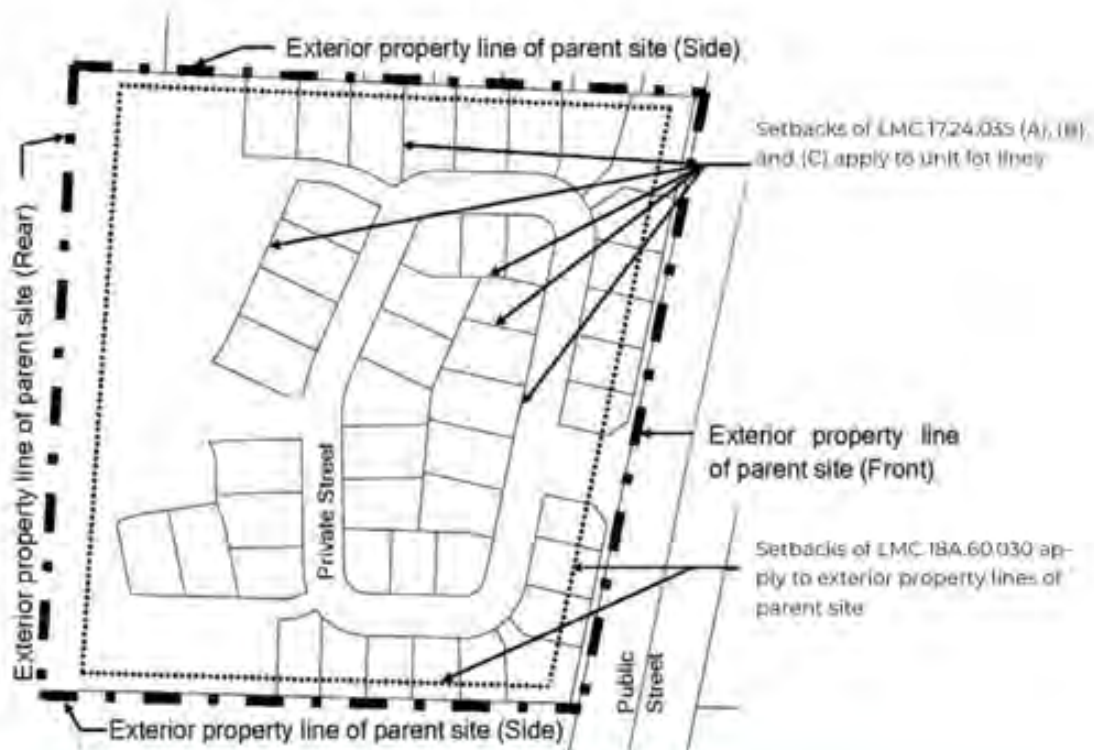 Exterior property line of parent site (Side)
Setbacks of LMC.17.24.035 (A), (B),
and (C) apply to unit lot lines
Exterior property line of parent site (Rear)
Exterior property line
of parent site (Front)
Private Street
Setbacks of LMC.18A.60.030 ap-
ply to exterior property lines of
parent site
Public
Street
Exterior property line of parent site (Side)